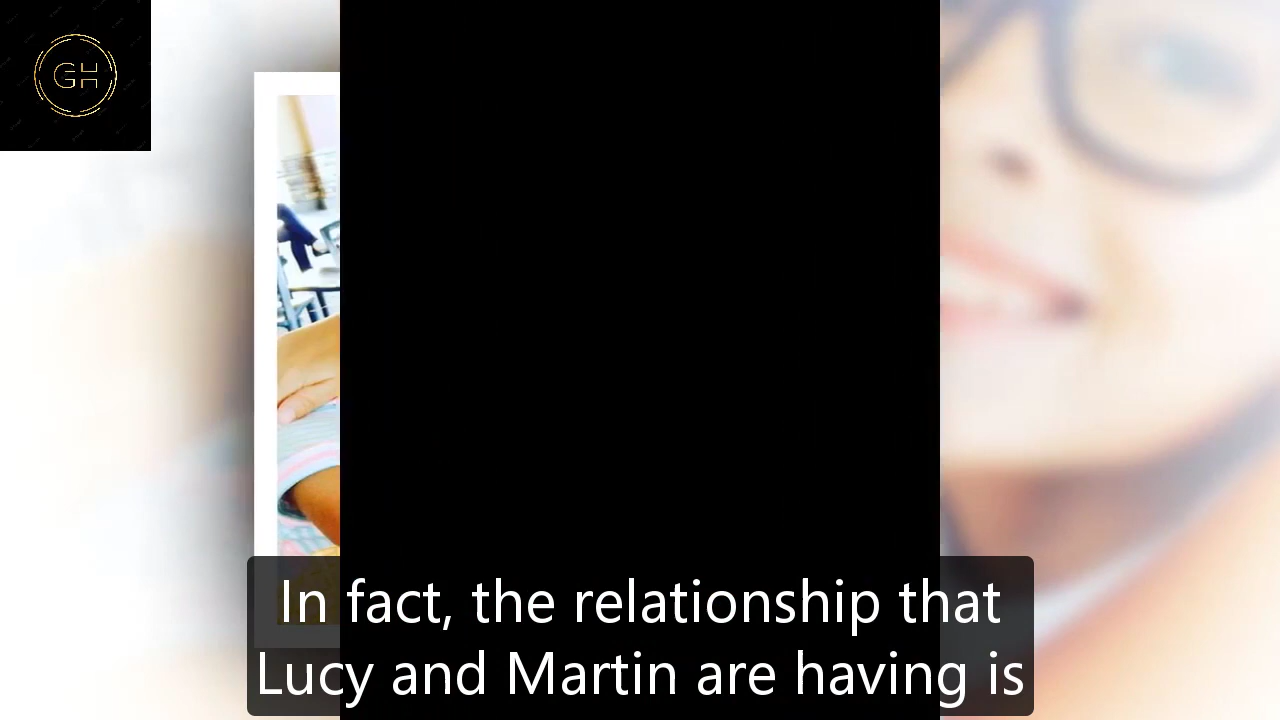 GH
In fact, the relationship that
Lucy and Martin are having is